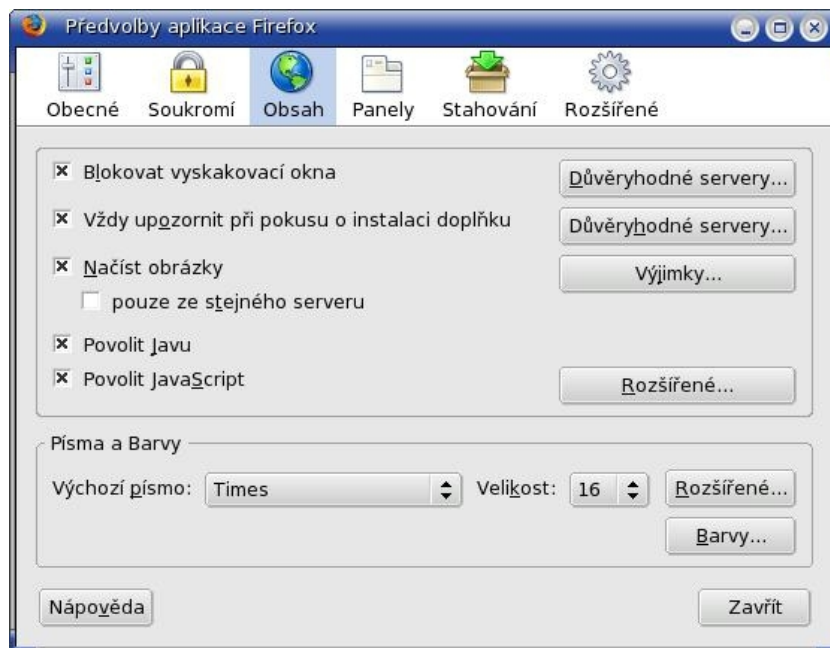 Předvolby aplikace Firefox
Obecné Soukromí Obsah Panely Stahování Rozšířené
Blokovat vyskakovací okna Důvěryhodné servery...
Vždy upozornit při pokusu o instalaci doplňku Důvěryhodné servery...
Načíst obrázky Výjimky...
pouze ze stejného serveru
Povolit Javu
Povolit JavaScript Rozšířené...
Písma a Barvy
Výchozí písmo: Times Velikost: 16 Rozšířené...
Barvy...
Nápověda Zavřít